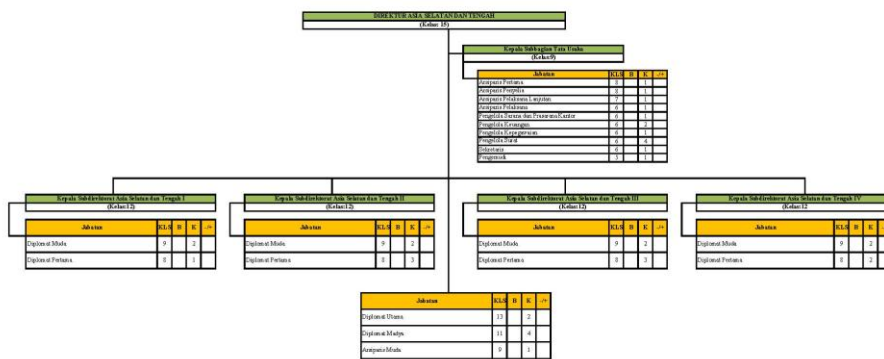 DIREKTUR ASIA SELATAN DAN TENGAH
(Kelas 15)
Kepala Subbagian Tata Usaha
(Kelas 9)
Jabatan KLS B K -/+
Arsiparis Pertama 8 1
Arsiparis Penyelia 8 1
Arsiparis Pelaksana Lanjutan 7 1
Arsiparis Pelaksana 6 1
Pengelola Sarana dan Prasarana Kantor 6 1
Pengelola Keuangan 6 2
Pengelola Kepegawaian 6 1
Pengelola Surat 6 4
Sekretaris 6 1
Pengemudi 3 1
Kepala Subdirektorat Asia Selatan dan Tengah I
(Kelas 12)
Jabatan KLS B K -/+
Diplomat Muda 9 2
Diplomat Pertama 8 1
Kepala Subdirektorat Asia Selatan dan Tengah II
(Kelas 12)
Jabatan KLS B K -/+
Diplomat Muda 9 2
Diplomat Pertama 8 3
Kepala Subdirektorat Asia Selatan dan Tengah III
(Kelas 12)
Jabatan KLS B K -/+
Diplomat Muda 9 2
Diplomat Pertama 8 3
Kepala Subdirektorat Asia Selatan dan Tengah IV
(Kelas 12
Jabatan KLS B K -/+
Diplomat Muda 9 2
Diplomat Pertama 8 2
Jabatan KLS B K -/+
Diplomat Utama 13 2
Diplomat Madya 11 4
Arsiparis Muda 9 1